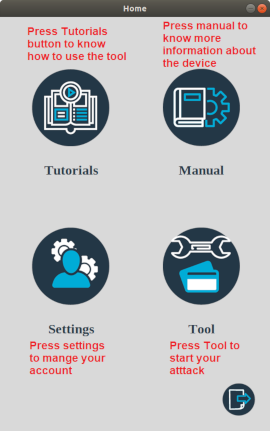 Home
Press Tutorials
button to know
how to use the tool
Press manual to
know more
information about
the device
Tutorials
Manual
Settings
Tool
Press settings
to mange your
account
Press Tool to
start your
atttack